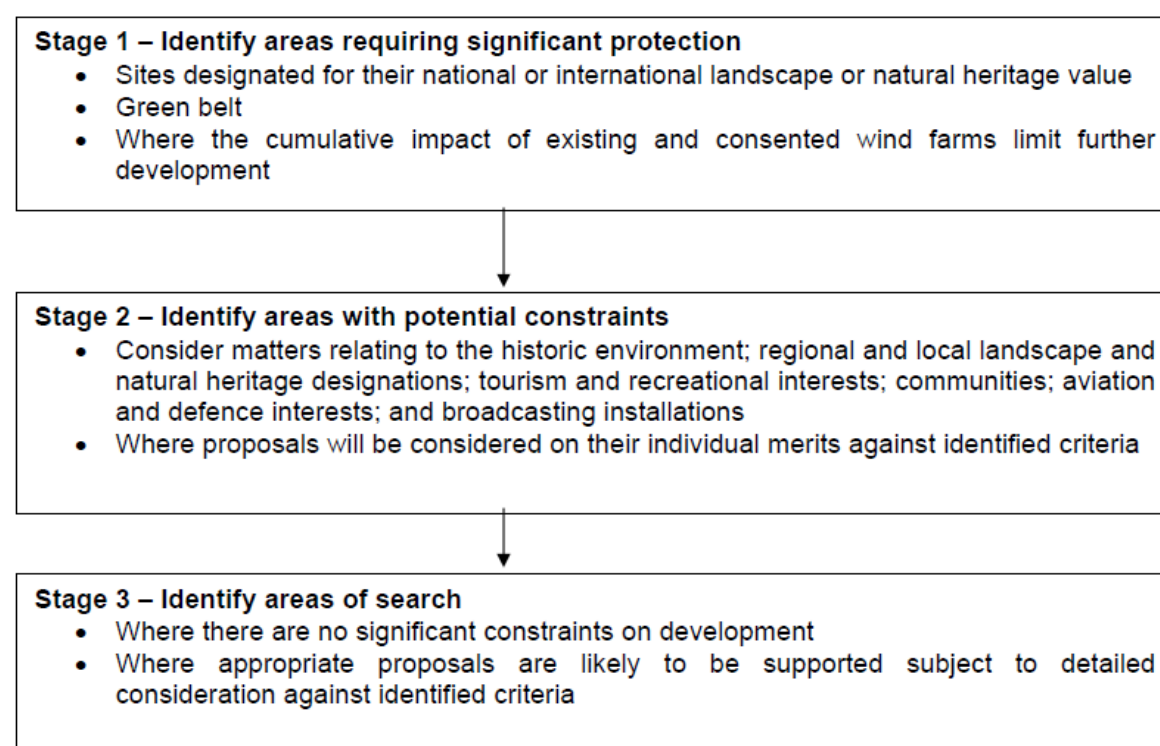 Stage 1 – Identify areas requiring significant protection
• Sites designated for their national or international landscape or natural heritage value
• Green belt
• Where the cumulative impact of existing and consented wind farms limit further
development
Stage 2 – Identify areas with potential constraints
• Consider matters relating to the historic environment; regional and local landscape and
natural heritage designations; tourism and recreational interests; communities; aviation
and defence interests; and broadcasting installations
• Where proposals will be considered on their individual merits against identified criteria
Stage 3 – Identify areas of search
• Where there are no significant constraints on development
• Where appropriate proposals are likely to be supported subject to detailed
consideration against identified criteria